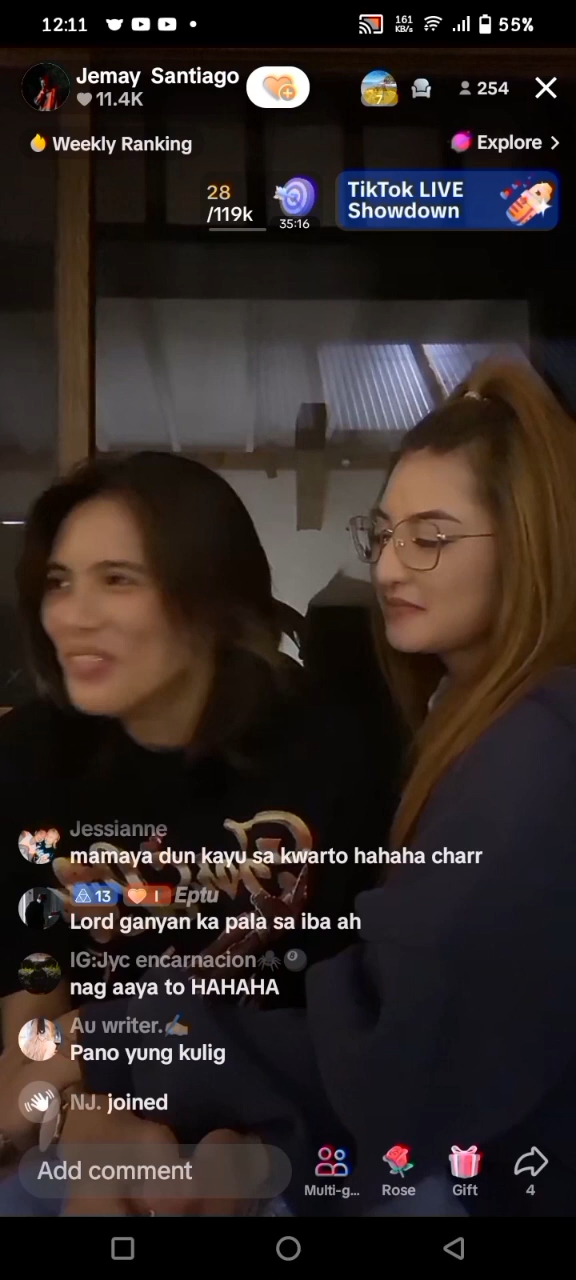 12:11
161 KB/s
55%
Jemay Santiago
11.4K
254
Weekly Ranking
Explore >
28
/119k
35:16
TikTok LIVE
Showdown
7
Jessianne
mamaya dun kayu sa kwarto hahaha charr
13 I Eptu
Lord ganyan ka pala sa iba ah
IG:Jyc encarnacion
nag aaya to HAHAHA
Au writer.
Pano yung kulig
NJ. joined
Add comment
Multi-g...
Rose
Gift
4